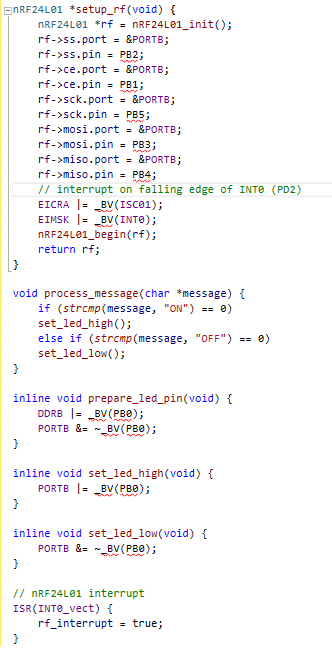 nRF24L01 *setup_rf(void) {
nRF24L01 *rf = nRF24L01_init();
rf->ss.port = &PORTB;
rf->ss.pin = PB2;
rf->ce.port = &PORTB;
rf->ce.pin = PB1;
rf->sck.port = &PORTB;
rf->sck.pin = PB5;
rf->mosi.port = &PORTB;
rf->mosi.pin = PB3;
rf->miso.port = &PORTB;
rf->miso.pin = PB4;
// interrupt on falling edge of INT0 (PD2)
EICRA |= _BV(ISC01);
EIMSK |= _BV(INT0);
nRF24L01_begin(rf);
return rf;
}
void process_message(char *message) {
if (strcmp(message, "ON") == 0)
set_led_high();
else if (strcmp(message, "OFF") == 0)
set_led_low();
}
inline void prepare_led_pin(void) {
DDRB |= _BV(PB0);
PORTB &= ~_BV(PB0);
}
inline void set_led_high(void) {
PORTB |= _BV(PB0);
}
inline void set_led_low(void) {
PORTB &= ~_BV(PB0);
}
// nRF24L01 interrupt
ISR(INT0_vect) {
rf_interrupt = true;
}